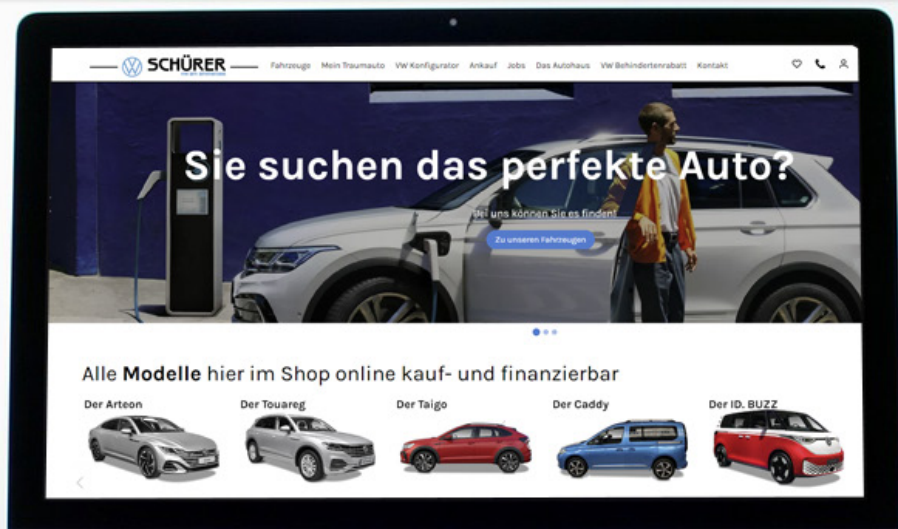 SCHÜRER
Fahrzeuge Mein Traumauto VW Konfigurator Ankauf Jobs Das Autohaus VW Behindertenrabatt Kontakt
Sie suchen das perfekte Auto?
Bei uns können Sie es finden!
Zu unseren Fahrzeugen
Alle Modelle hier im Shop online kauf- und finanzierbar
Der Arteon Der Touareg Der Taigo Der Caddy Der ID. BUZZ